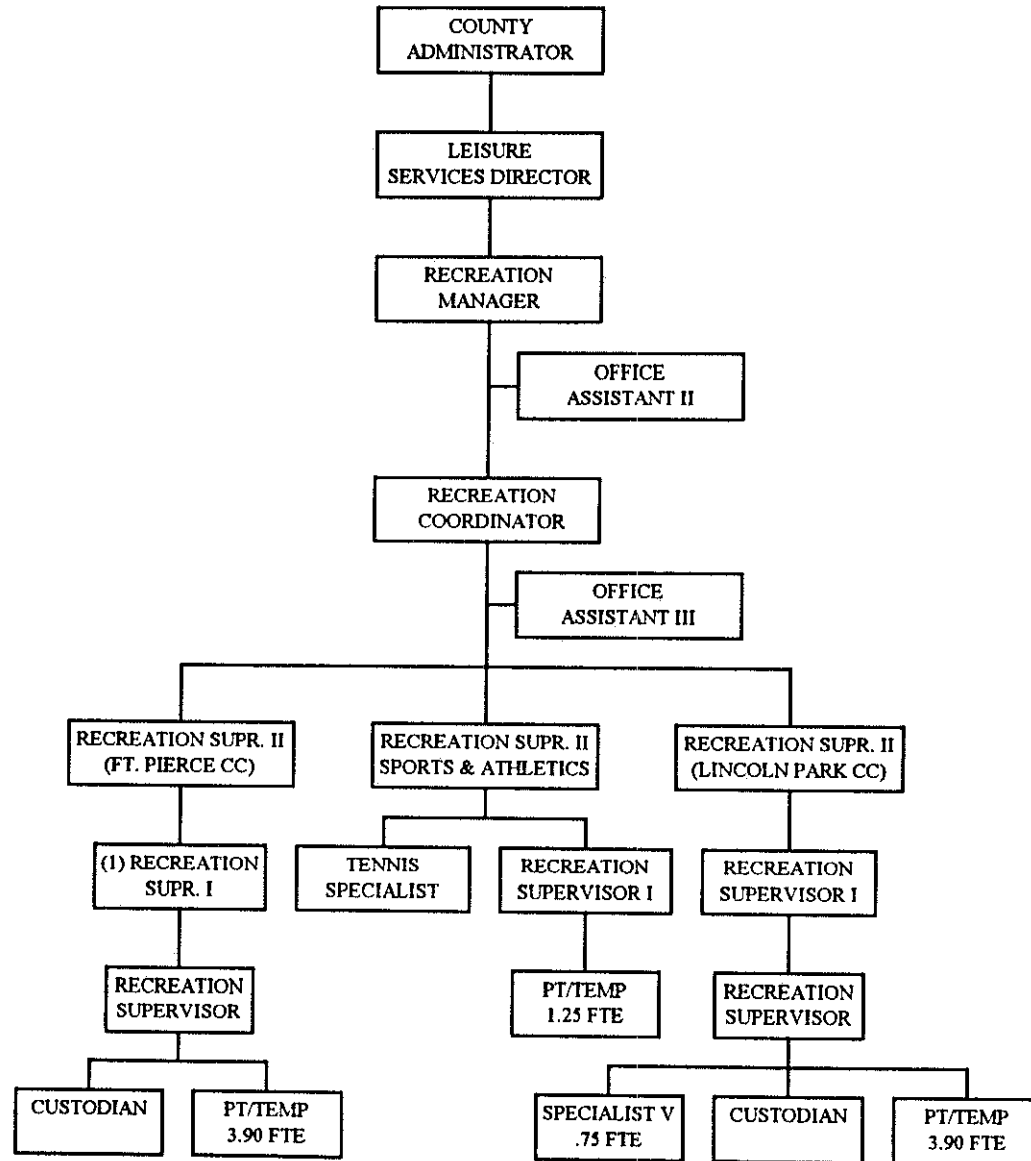 COUNTY
ADMINISTRATOR
LEISURE
SERVICES DIRECTOR
RECREATION
MANAGER
OFFICE
ASSISTANT II
RECREATION
COORDINATOR
OFFICE
ASSISTANT III
RECREATION SUPR. II
(FT. PIERCE CC)
RECREATION SUPR. II
SPORTS & ATHLETICS
RECREATION SUPR. II
(LINCOLN PARK CC)
(1) RECREATION
SUPR. I
TENNIS
SPECIALIST
RECREATION
SUPERVISOR I
RECREATION
SUPERVISOR I
RECREATION
SUPERVISOR
PT/TEMP
1.25 FTE
RECREATION
SUPERVISOR
CUSTODIAN
PT/TEMP
3.90 FTE
SPECIALIST V
.75 FTE
CUSTODIAN
PT/TEMP
3.90 FTE